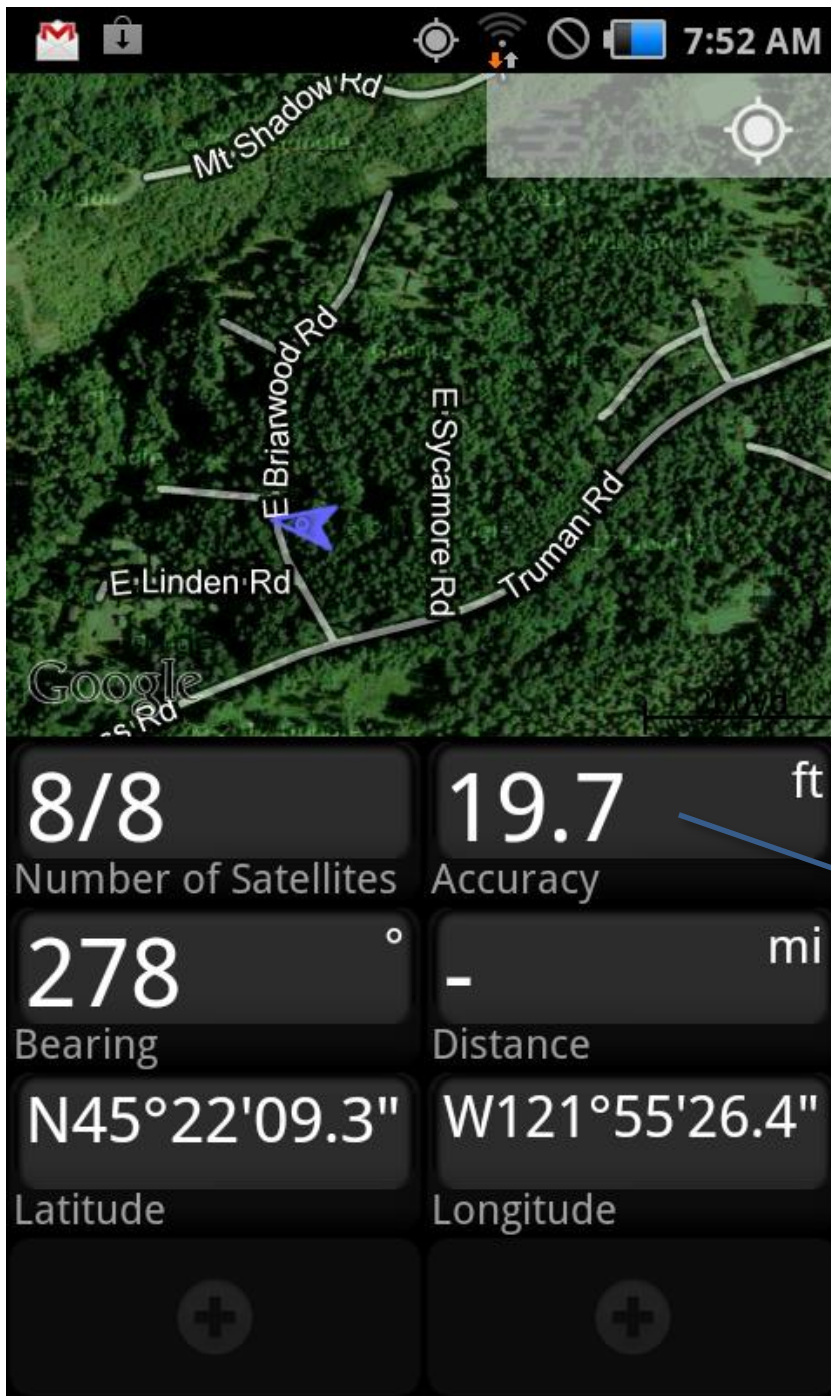 7:52 AM
Mt Shadow Rd
E Briarwood Rd
E Sycamore Rd
Truman Rd
E Linden Rd
Google
Rd
8/8
Number of Satellites
19.7 ft
Accuracy
278 °
Bearing
- mi
Distance
N45°22'09.3"
Latitude
W121°55'26.4"
Longitude